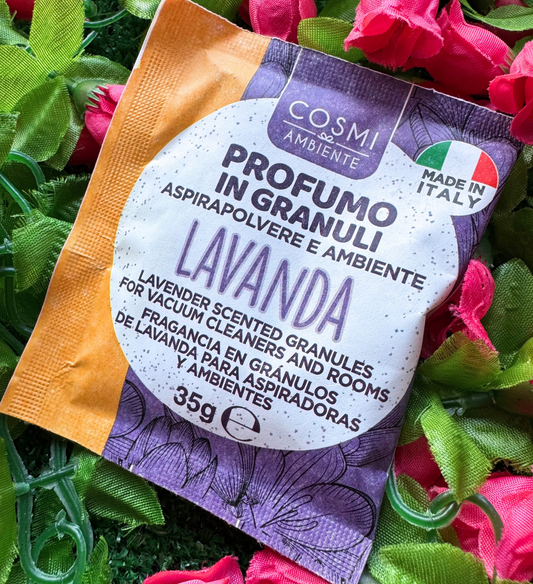 COSMI
&
AMBIENTE
MADE IN
ITALY
PROFUMO
IN GRANULI
ASPIRAPOLVERE E AMBIENTE
LAVANDA
LAVENDER SCENTED GRANULES
FOR VACUUM CLEANERS AND ROOMS
FRAGANCIA EN GRÁNULOS
DE LAVANDA PARA ASPIRADORAS
Y AMBIENTES
35g ℮